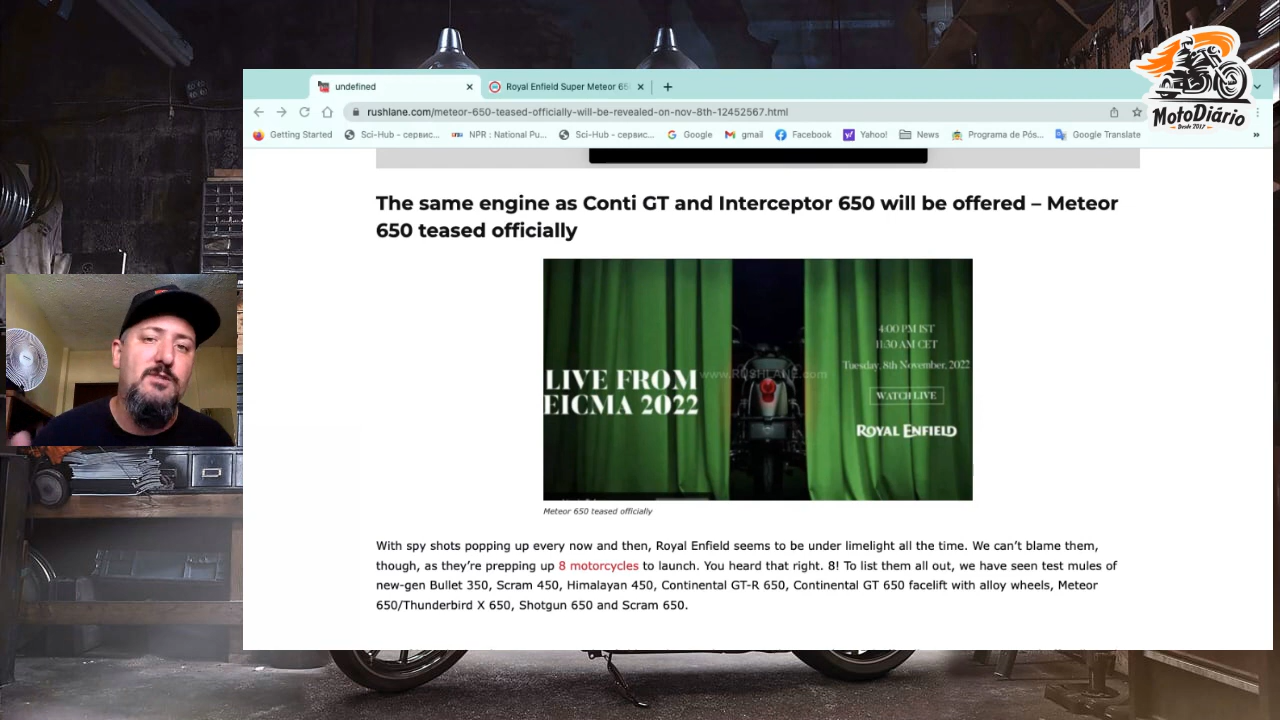 MotoDiário
Desde 2017
undefined
Royal Enfield Super Meteor 65
rushlane.com/meteor-650-teased-officially-will-be-revealed-on-nov-8th-12452567.html
Getting Started
Sci-Hub - сервис...
NPR : National Pu...
Sci-Hub - сервис...
Google
gmail
Facebook
Yahoo!
News
Programa de Pós...
Google Translate
»
The same engine as Conti GT and Interceptor 650 will be offered – Meteor
650 teased officially
LIVE FROM
EICMA 2022
www.RUSHLANE.com
4:00 PM IST
11:30 AM CET
Tuesday, 8th November, 2022
WATCH LIVE
ROYAL ENFIELD
Meteor 650 teased officially
With spy shots popping up every now and then, Royal Enfield seems to be under limelight all the time. We can't blame them,
though, as they're prepping up 8 motorcycles to launch. You heard that right. 8! To list them all out, we have seen test mules of
new-gen Bullet 350, Scram 450, Himalayan 450, Continental GT-R 650, Continental GT 650 facelift with alloy wheels, Meteor
650/Thunderbird X 650, Shotgun 650 and Scram 650.